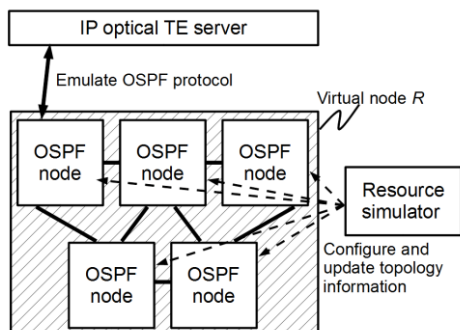 IP optical TE server
Emulate OSPF protocol
Virtual node R
OSPF
node
OSPF
node
OSPF
node
Resource
simulator
OSPF
node
OSPF
node
Configure and
update topology
information